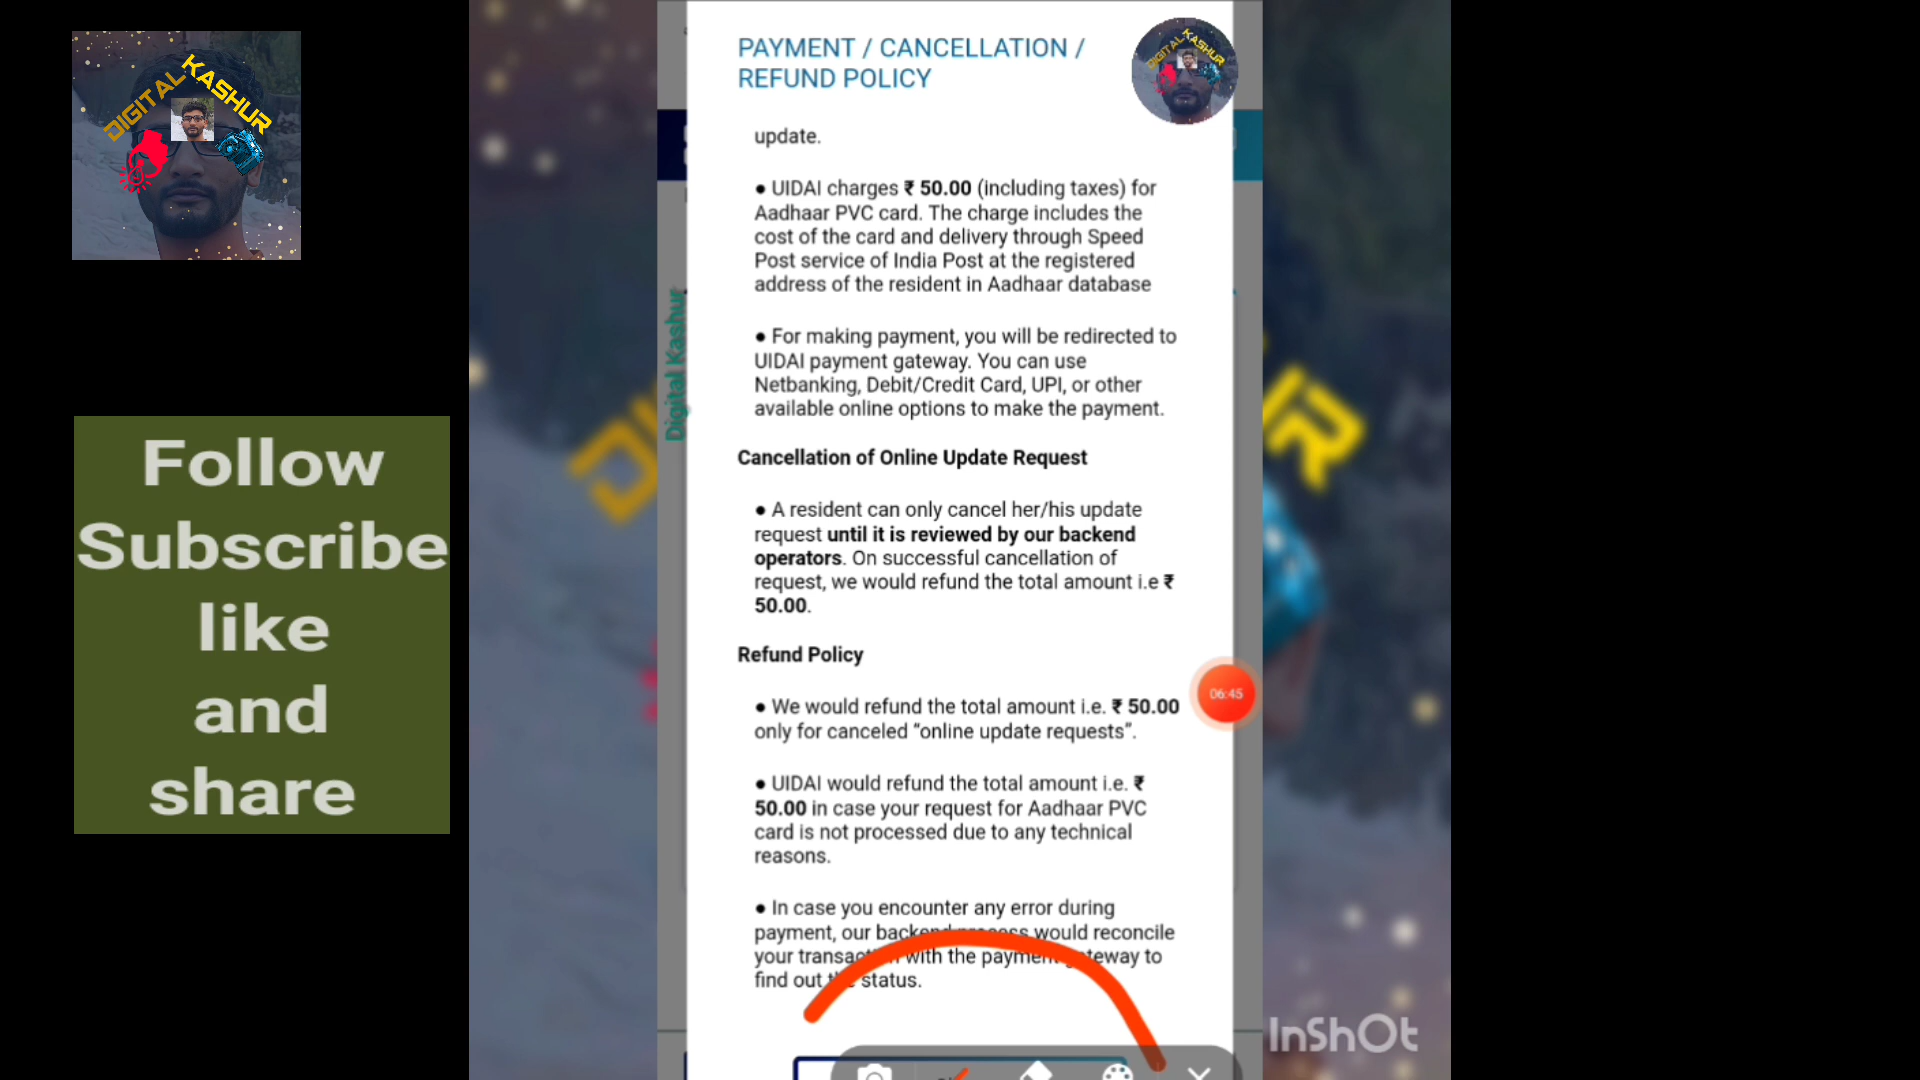 DIGITAL KASHUR
Follow
Subscribe
like
and
share
PAYMENT / CANCELLATION /
REFUND POLICY
DIGITAL KASHUR
update.
● UIDAI charges ₹ 50.00 (including taxes) for
Aadhaar PVC card. The charge includes the
cost of the card and delivery through Speed
Post service of India Post at the registered
address of the resident in Aadhaar database
● For making payment, you will be redirected to
UIDAI payment gateway. You can use
Netbanking, Debit/Credit Card, UPI, or other
available online options to make the payment.
Digital Kashur
Cancellation of Online Update Request
● A resident can only cancel her/his update
request until it is reviewed by our backend
operators. On successful cancellation of
request, we would refund the total amount i.e ₹
50.00.
Refund Policy
● We would refund the total amount i.e. ₹ 50.00
only for canceled “online update requests”.
06:45
● UIDAI would refund the total amount i.e. ₹
50.00 in case your request for Aadhaar PVC
card is not processed due to any technical
reasons.
● In case you encounter any error during
payment, our backend process would reconcile
your transaction with the payment gateway to
find out the status.
InShOt